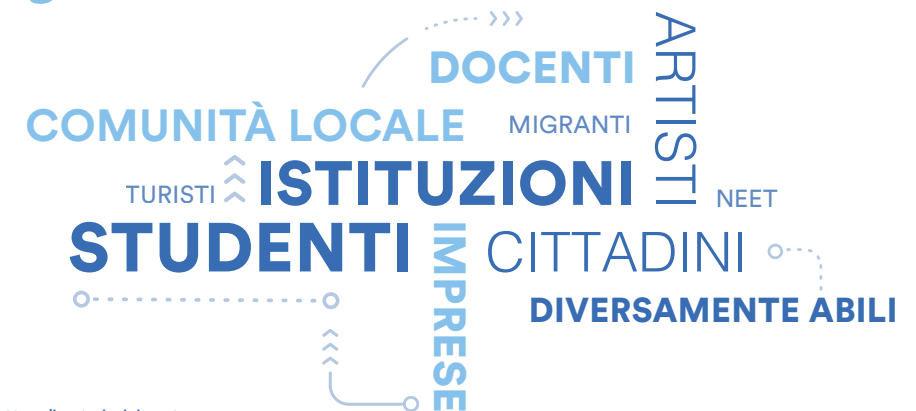 DOCENTI
ARTISTI
COMUNITÀ LOCALE
MIGRANTI
TURISTI
ISTITUZIONI
NEET
STUDENTI
IMPRESE
CITTADINI
DIVERSAMENTE ABILI